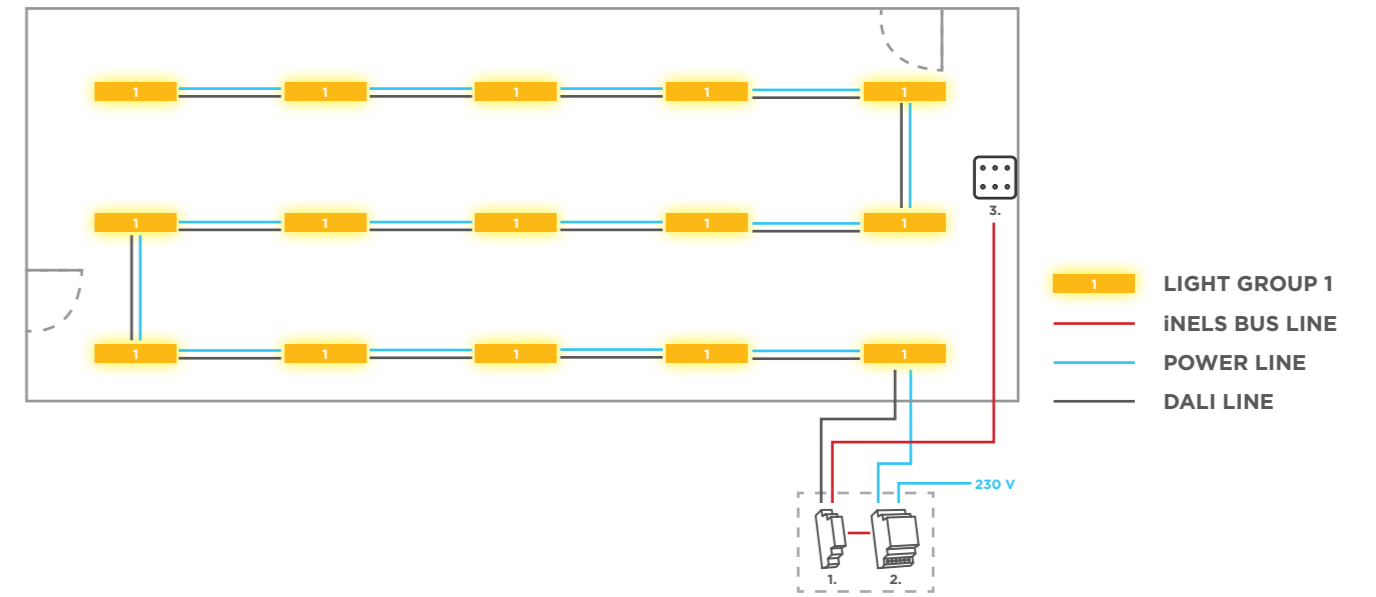 1 1 1 1 1
3.
1 1 1 1 1
1 LIGHT GROUP 1
iNELS BUS LINE
1 1 1 1 1
POWER LINE
DALI LINE
230 V
1. 2.